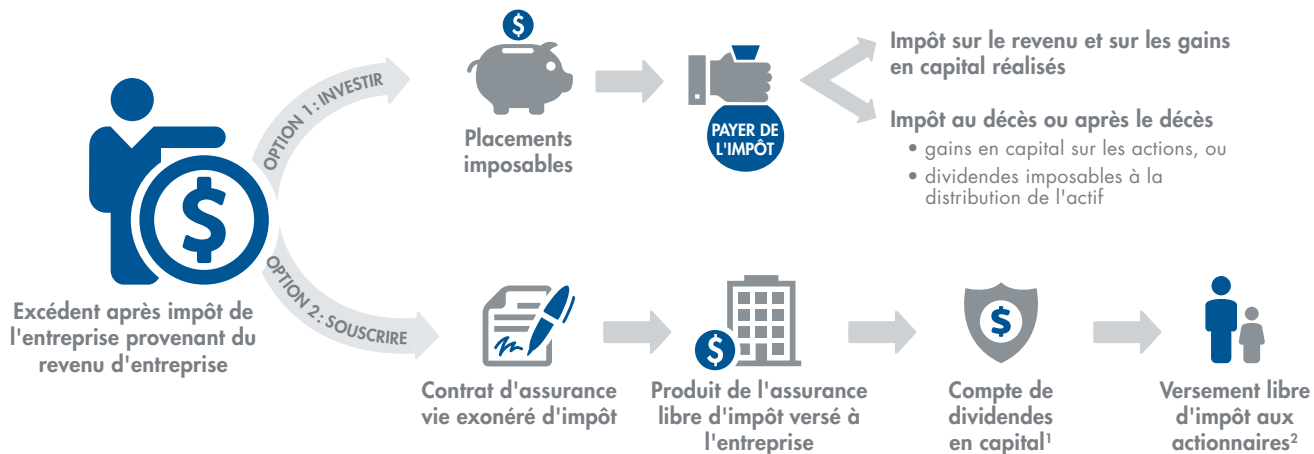 Excédent après impôt de
l'entreprise provenant du
revenu d'entreprise
OPTION 1 : INVESTIR
$
$
Placements
imposables
PAYER DE
L'IMPÔT
Impôt sur le revenu et sur les gains
en capital réalisés
Impôt au décès ou après le décès
• gains en capital sur les actions, ou
• dividendes imposables à la
distribution de l'actif
OPTION 2 : SOUSCRIRE
Contrat d'assurance
vie exonéré d'impôt
$
Produit de l'assurance
libre d'impôt versé à
l'entreprise
$
Compte de
dividendes
en capital¹
Versement libre
d'impôt aux
actionnaires²